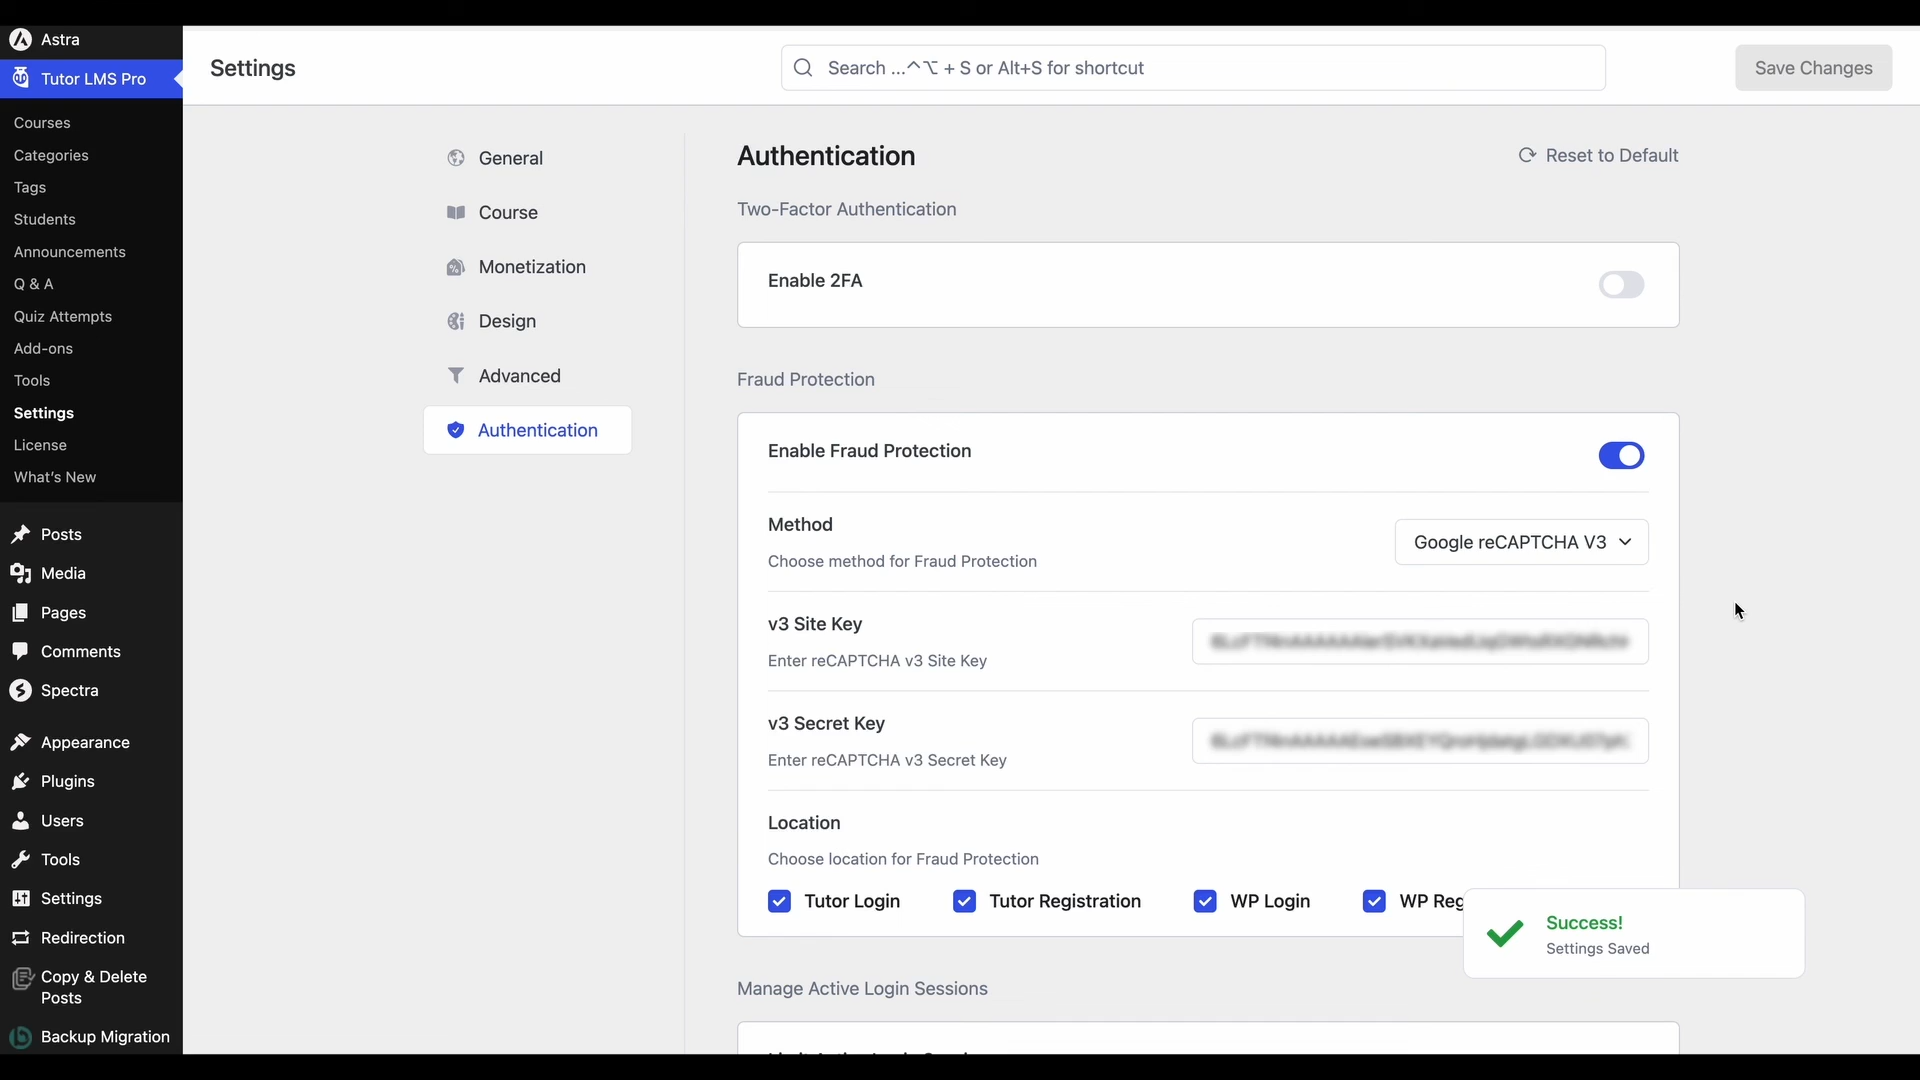 Astra
Tutor LMS Pro
Courses
Categories
Tags
Students
Announcements
Q & A
Quiz Attempts
Add-ons
Tools
Settings
License
What's New
Posts
Media
Pages
Comments
Spectra
Appearance
Plugins
Users
Tools
Settings
Redirection
Copy & Delete
Posts
Backup Migration
Settings
Search ...^⌥ + S or Alt+S for shortcut
Save Changes
General
Course
Monetization
Design
Advanced
Authentication
Authentication
Reset to Default
Two-Factor Authentication
Enable 2FA
Fraud Protection
Enable Fraud Protection
Method
Choose method for Fraud Protection
Google reCAPTCHA V3
v3 Site Key
Enter reCAPTCHA v3 Site Key
v3 Secret Key
Enter reCAPTCHA v3 Secret Key
Location
Choose location for Fraud Protection
Tutor Login
Tutor Registration
WP Login
WP Reg
Success!
Settings Saved
Manage Active Login Sessions